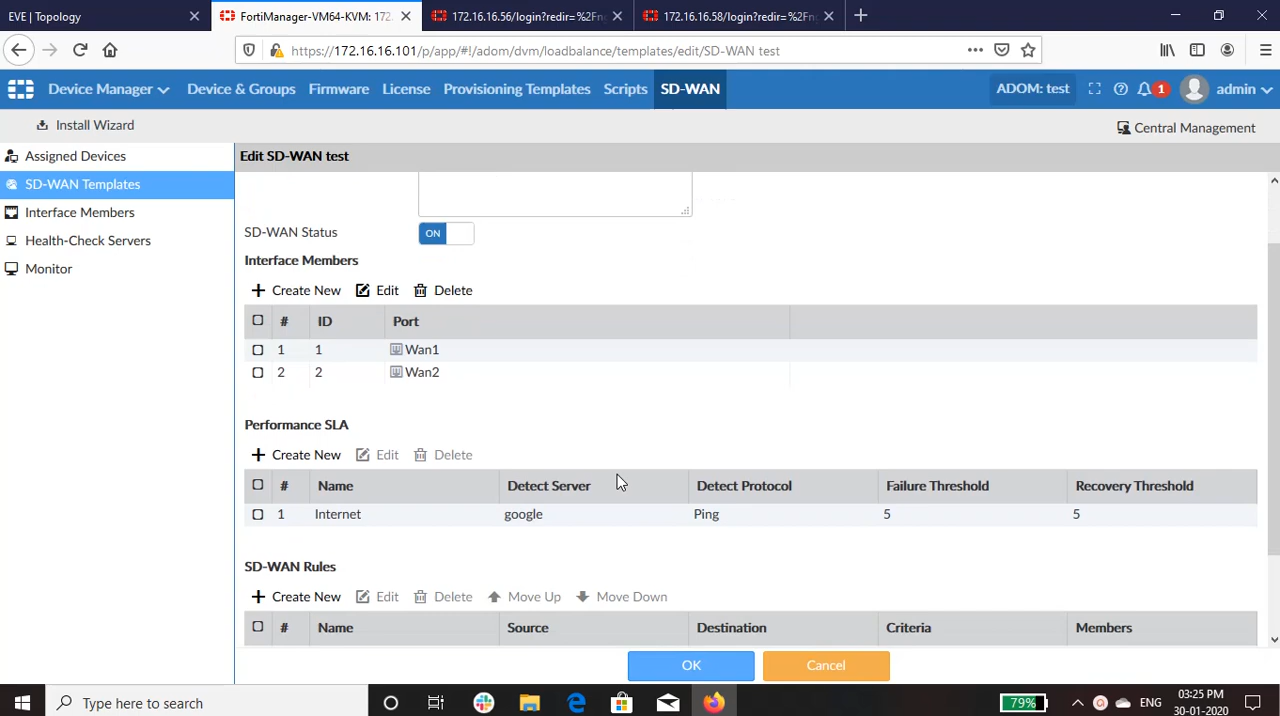 EVE | Topology
FortiManager-VM64-KVM: 172.
172.16.16.56/login?redir=%2Fn
172.16.16.58/login?redir=%2Fn
https://172.16.16.101/p/app/#!/adom/dvm/loadbalance/templates/edit/SD-WAN test
Device Manager
Device & Groups
Firmware
License
Provisioning Templates
Scripts
SD-WAN
ADOM: test
1
admin
Install Wizard
Central Management
Assigned Devices
SD-WAN Templates
Interface Members
Health-Check Servers
Monitor
Edit SD-WAN test
SD-WAN Status
ON
Interface Members
Create New Edit Delete
# ID Port
1 1 Wan1
2 2 Wan2
Performance SLA
Create New Edit Delete
# Name Detect Server Detect Protocol Failure Threshold Recovery Threshold
1 Internet google Ping 5 5
SD-WAN Rules
Create New Edit Delete Move Up Move Down
# Name Source Destination Criteria Members
OK Cancel
Type here to search
79%
ENG
03:25 PM
30-01-2020